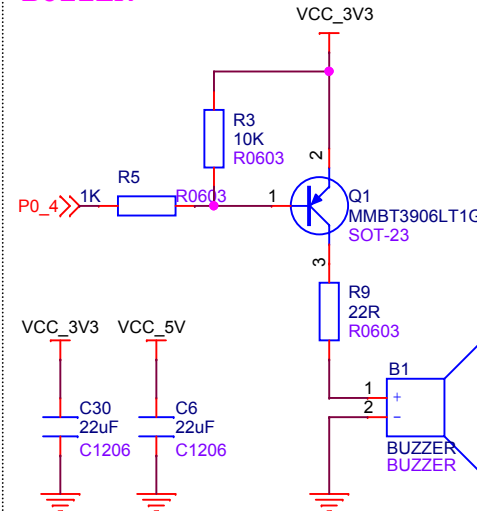 BUZZER
VCC_3V3
R3
10K
R0603
R5
P0_4
1K
R0603
1
2
Q1
MMBT3906LT1G
SOT-23
3
R9
22R
R0603
VCC_3V3
VCC_5V
C30
22uF
C1206
C6
22uF
C1206
B1
1
+
2
−
BUZZER
BUZZER